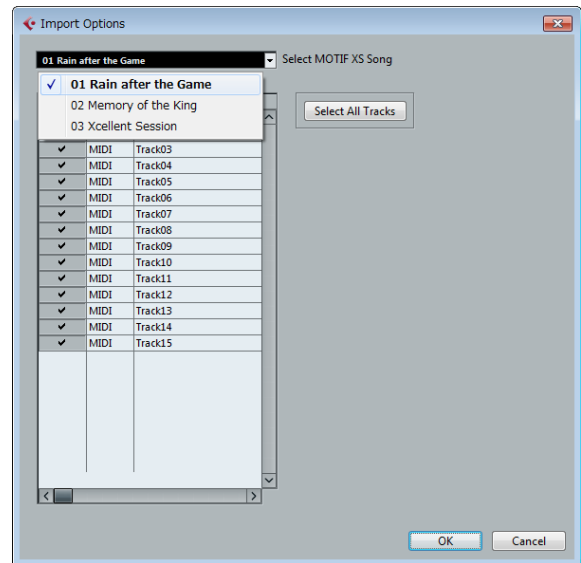 Import Options
01 Rain after the Game
Select MOTIF XS Song
✓ 01 Rain after the Game
02 Memory of the King
03 Xcellent Session
Select All Tracks
✓ MIDI Track03
✓ MIDI Track04
✓ MIDI Track05
✓ MIDI Track06
✓ MIDI Track07
✓ MIDI Track08
✓ MIDI Track09
✓ MIDI Track10
✓ MIDI Track11
✓ MIDI Track12
✓ MIDI Track13
✓ MIDI Track14
✓ MIDI Track15
OK Cancel